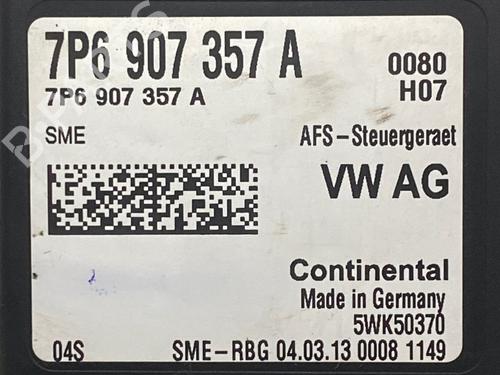 7P6 907 357 A 0080
7P6 907 357 A H07
SME AFS-Steuergeraet
VW AG
Continental
Made in Germany
5WK50370
04S SME-RBG 04.03.13 0008 1149